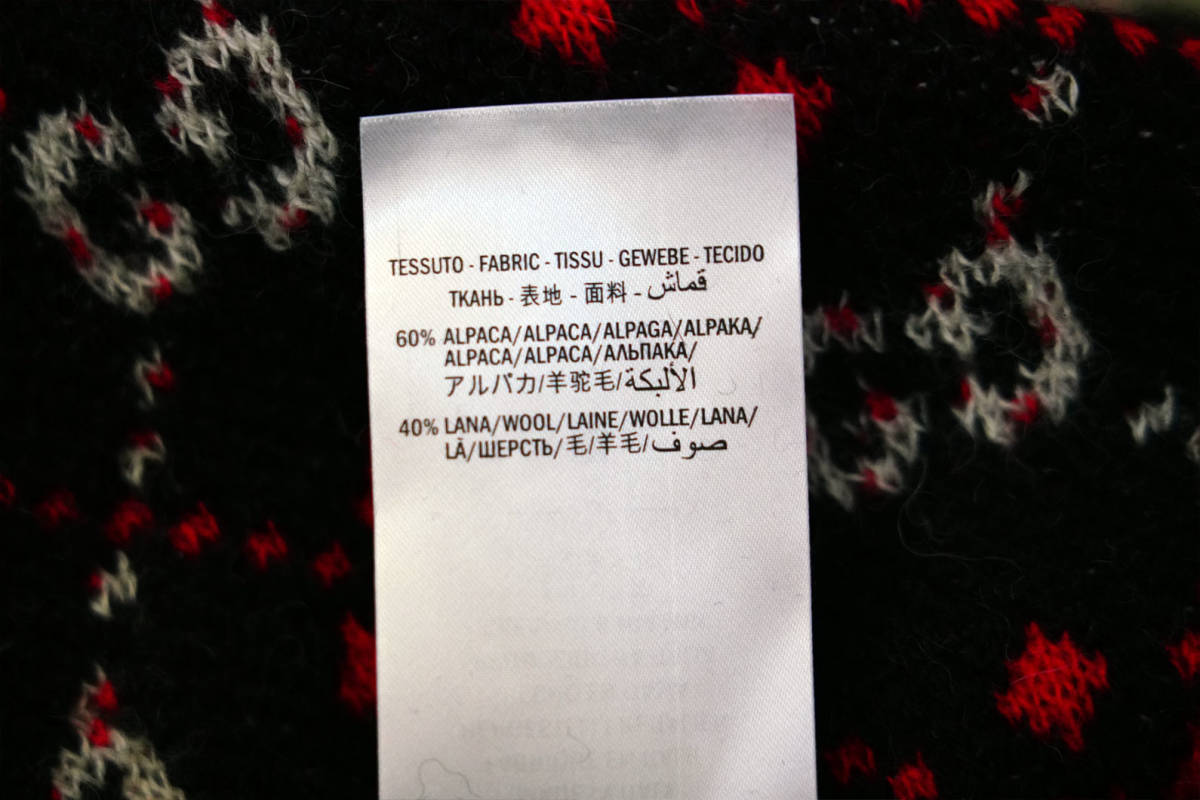 TESSUTO - FABRIC - TISSU - GEWEBE - TECIDO
ТКАНЬ - 表地 - 面料 - قماش
60% ALPACA/ALPACA/ALPAGA/ALPAKA/
ALPACA/ALPACA/АЛЬПАКА/
アルパカ/羊驼毛/الألبكة
40% LANA/WOOL/LAINE/WOLLE/LANA/
LÃ/ШЕРСТЬ/毛/羊毛/صوف